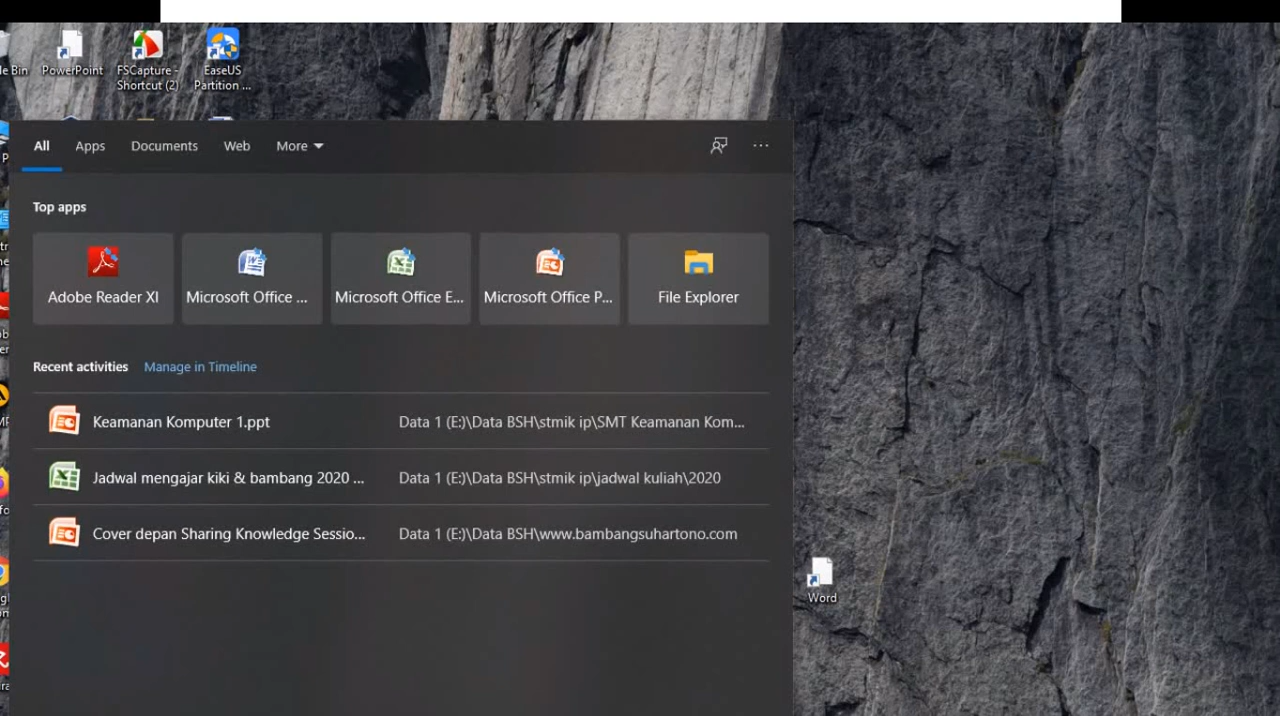 PowerPoint
FSCapture -
Shortcut (2)
EaseUS
Partition ...
All Apps Documents Web More
Top apps
Adobe Reader XI
Microsoft Office ...
Microsoft Office E...
Microsoft Office P...
File Explorer
Recent activities Manage in Timeline
Keamanan Komputer 1.ppt Data 1 (E:)\Data BSH\stmik ip\SMT Keamanan Kom...
Jadwal mengajar kiki & bambang 2020 ... Data 1 (E:)\Data BSH\stmik ip\jadwal kuliah\2020
Cover depan Sharing Knowledge Sessio... Data 1 (E:)\Data BSH\www.bambangsuhartono.com
Word